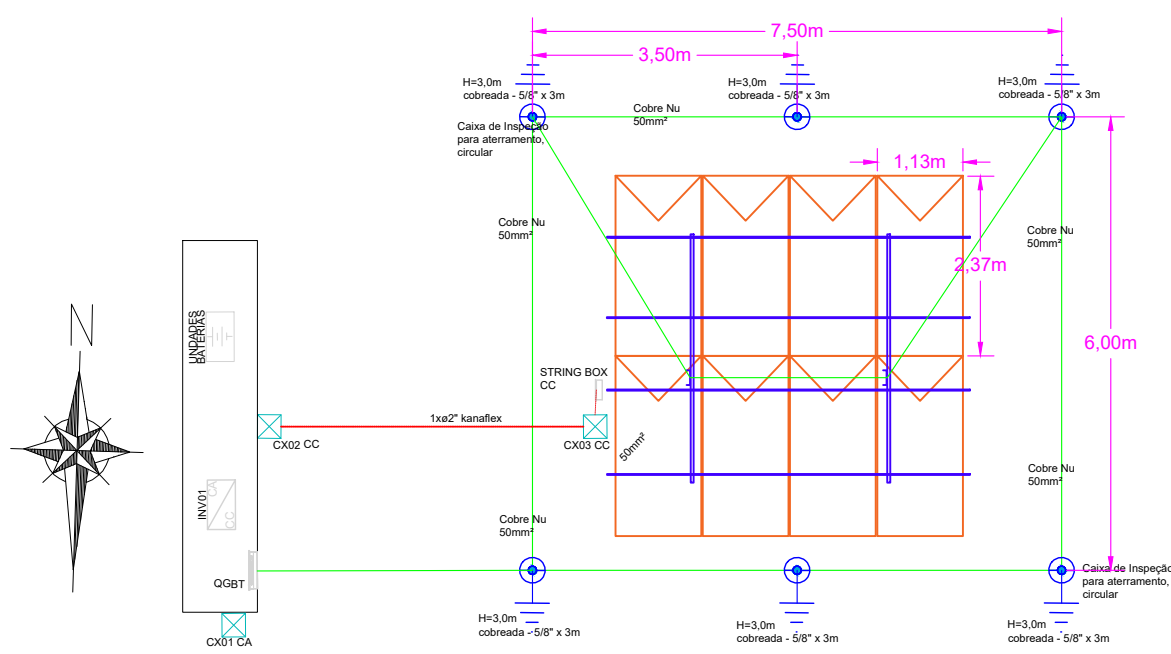 7,50m
3,50m
H=3,0m
cobreada - 5/8" x 3m
H=3,0m
cobreada - 5/8" x 3m
H=3,0m
cobreada - 5/8" x 3m
Cobre Nu
50mm²
Caixa de Inspeção
para aterramento,
circular
1,13m
Cobre Nu
50mm²
Cobre Nu
50mm²
2,37m
N
UNDADES
BATERIAS
6,00m
STRING BOX
CC
1xø2" kanaflex
CX02 CC
CX03 CC
50mm²
Cobre Nu
50mm²
INV01
CA
CC
Cobre Nu
50mm²
QGBT
Caixa de Inspeção
para aterramento,
circular
H=3,0m
cobreada - 5/8" x 3m
H=3,0m
cobreada - 5/8" x 3m
H=3,0m
cobreada - 5/8" x 3m
CX01 CA